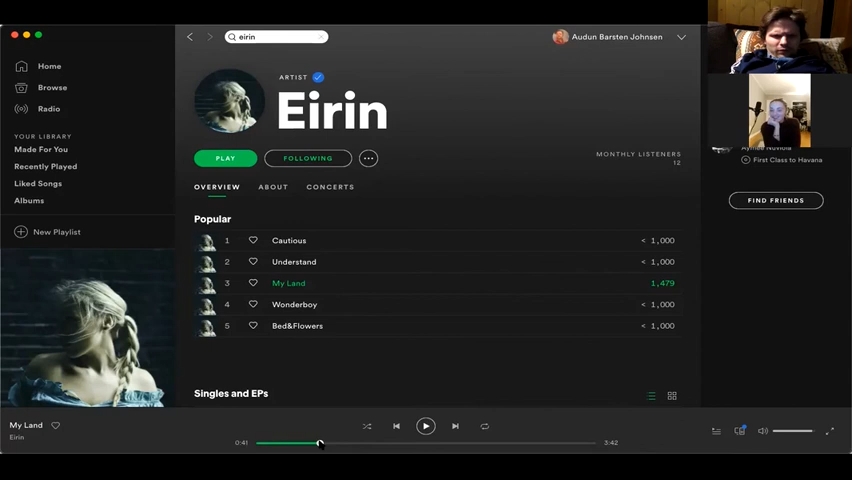 eirin
Audun Barsten Johnsen
Home
Browse
Radio
YOUR LIBRARY
Made For You
Recently Played
Liked Songs
Albums
New Playlist
ARTIST
Eirin
PLAY
FOLLOWING
MONTHLY LISTENERS
12
OVERVIEW
ABOUT
CONCERTS
Popular
1 Cautious < 1,000
2 Understand < 1,000
3 My Land 1,479
4 Wonderboy < 1,000
5 Bed&Flowers < 1,000
Singles and EPs
First Class to Havana
FIND FRIENDS
My Land
Eirin
0:41
3:42